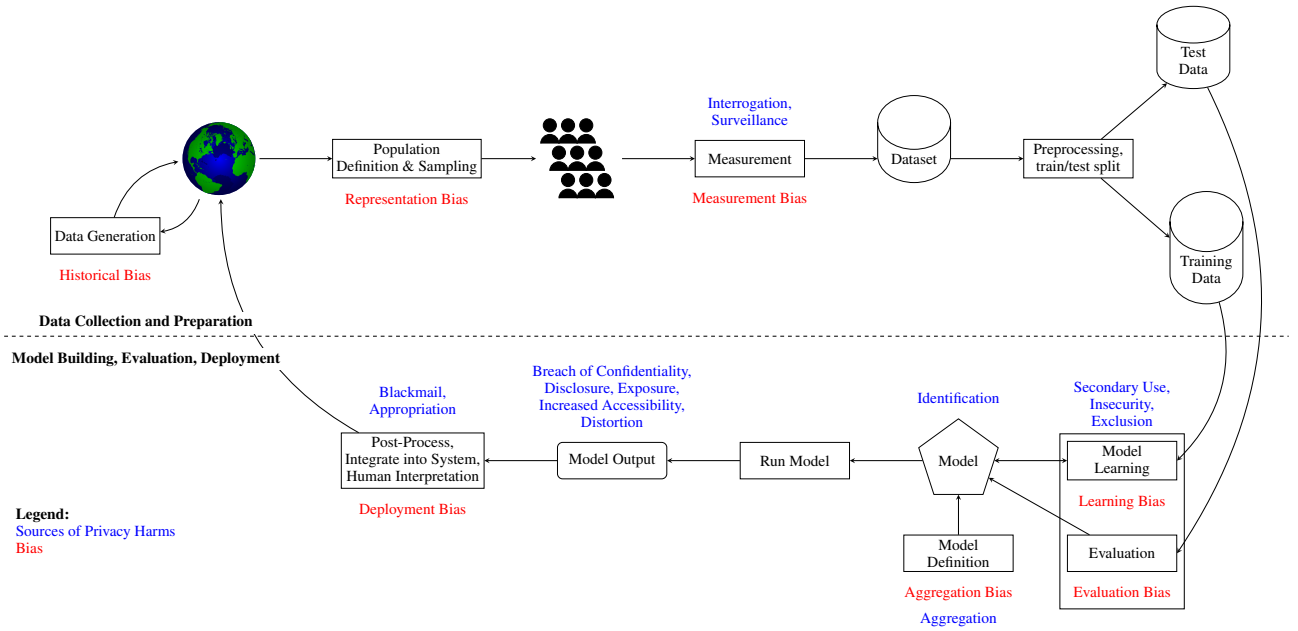 Test
Data
Interrogation,
Surveillance
Population
Definition & Sampling
Measurement
Dataset
Preprocessing,
train/test split
Representation Bias
Measurement Bias
Data Generation
Historical Bias
Training
Data
Data Collection and Preparation
Model Building, Evaluation, Deployment
Blackmail,
Appropriation
Breach of Confidentiality,
Disclosure, Exposure,
Increased Accessibility,
Distortion
Identification
Secondary Use,
Insecurity,
Exclusion
Post-Process,
Integrate into System,
Human Interpretation
Model Output
Run Model
Model
Model
Learning
Deployment Bias
Learning Bias
Legend:
Sources of Privacy Harms
Bias
Model
Definition
Evaluation
Aggregation Bias
Evaluation Bias
Aggregation